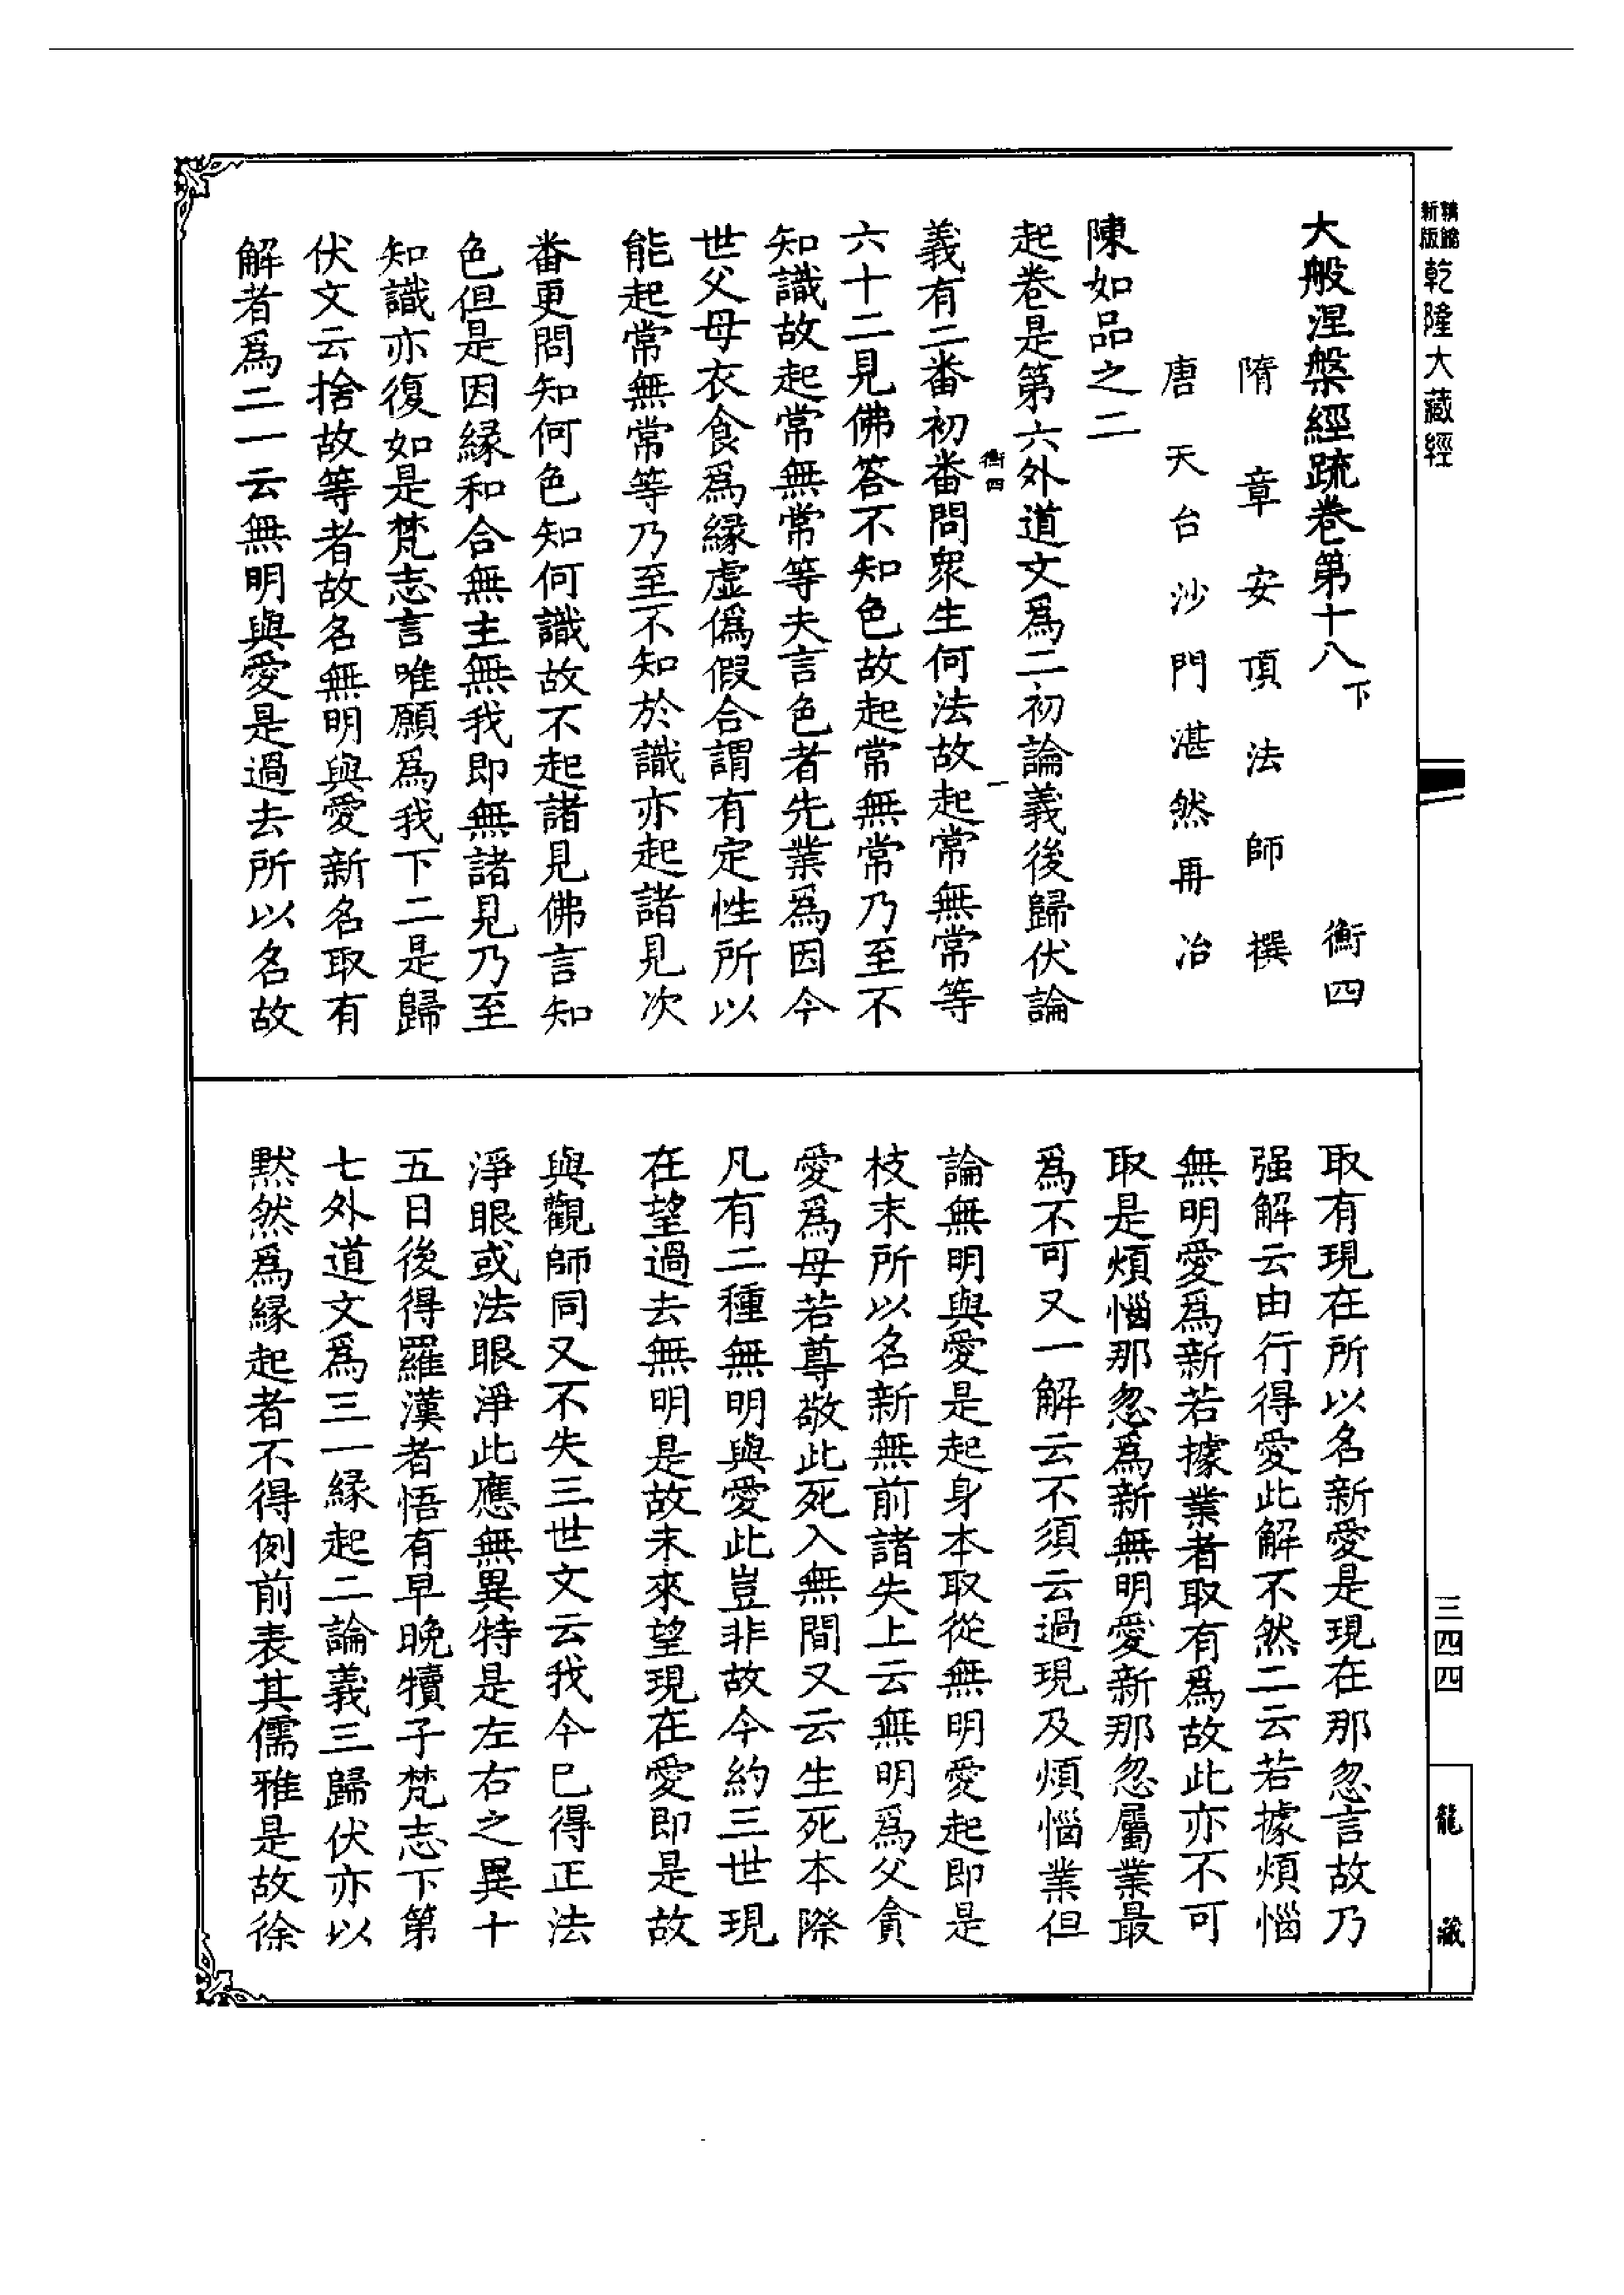 新版精縮乾隆大藏經
大般涅槃經䟽卷第十八下 衡四
隋章安頂法師撰
唐天台沙門湛然再治
陳如品之二
起卷是第六外道文爲二初論義後歸伏論
衡四 一
義有二番初番問衆生何法故起常無常等
六十二見佛答不知色故起常無常乃至不
知識故起常無常等夫言色者先業爲因今
世父母衣食爲縁虚僞假合謂有定性所以
能起常無常等乃至不知於識亦起諸見次
番更問知何色知何識故不起諸見佛言知
色但是因縁和合無主無我即無諸見乃至
知識亦復如是梵志言唯願爲我下二是歸
伏文云捨故等者故名無明與愛新名取有
解者爲二一云無明與愛是過去所以名故
取有現在所以名新愛是現在那忽言故乃
强解云由行得愛此解不然二云若據煩惱
無明愛爲新若據業者取有爲故此亦不可
取是煩惱那忽爲新無明愛新那忽屬業最
爲不可又一解云不須云過現及煩惱業但
論無明與愛是起身本取從無明愛起即是
枝末所以名新無前諸失上云無明爲父貪
愛爲母若尊敬此死入無間又云生死本際
凡有二種無明與愛此豈非故今約三世現
在望過去無明是故未來望現在愛即是故
與觀師同又不失三世文云我今已得正法
淨眼或法眼淨此應無異特是左右之異十
五日後得羅漢者悟有早晚犢子梵志下第
七外道文爲三一縁起二論義三歸伏亦以
默然爲縁起者不得例前表其儒雅是故徐
三四四
龍藏